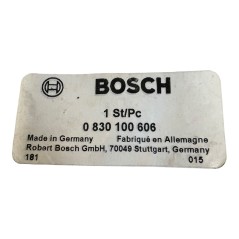 BOSCH
1 St/Pc
0 830 100 606
Made in Germany Fabriqué en Allemagne
Robert Bosch GmbH, 70049 Stuttgart, Germany
181 015